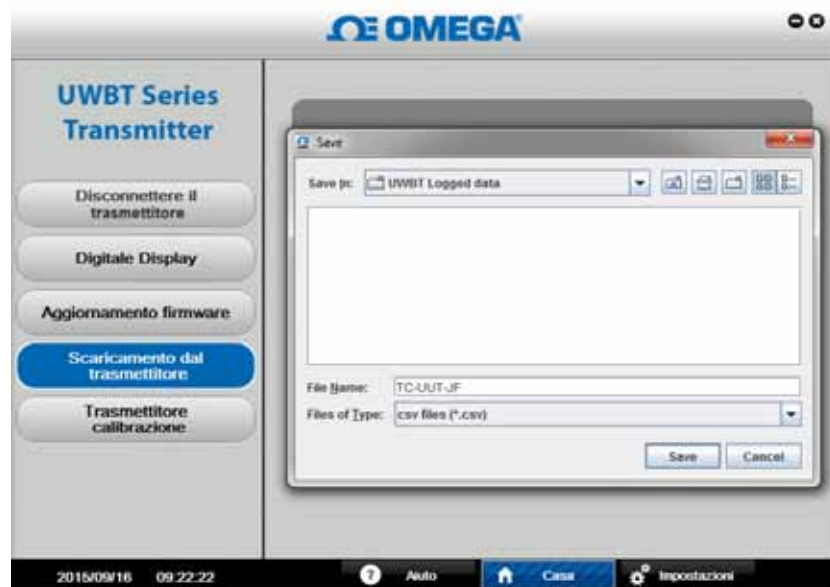 OMEGA
UWBT Series
Transmitter
Disconnettere il
trasmettitore
Digitale Display
Aggiornamento firmware
Scaricamento dal
trasmettitore
Trasmettitore
calibrazione
Save
Save In:
UWBT Logged data
File Name:
TC-UUT-JF
Files of Type:
csv files (*.csv)
Save
Cancel
2015/09/16
09:22:22
?
Aiuto
Casa
Impostazioni